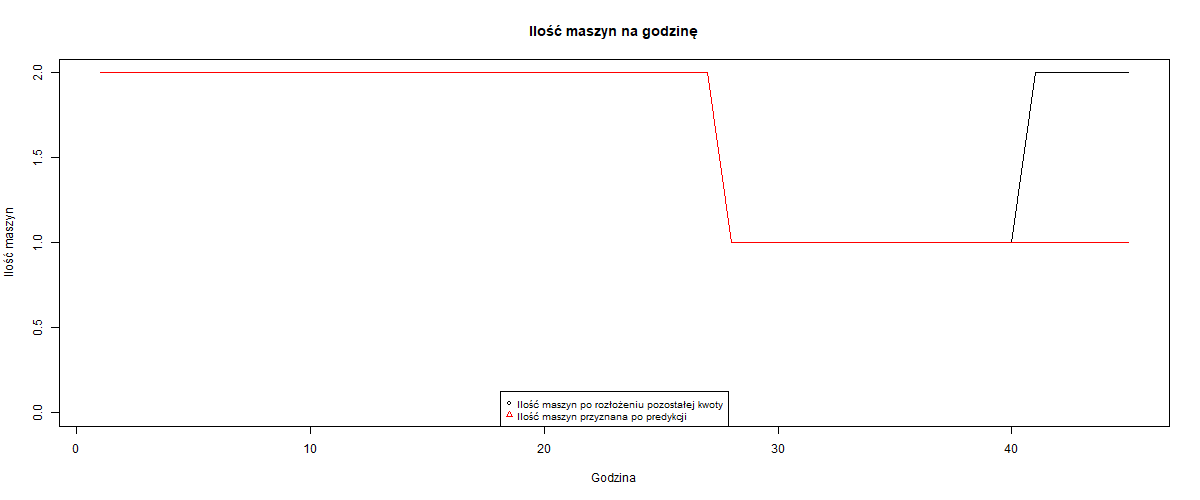 Ilość maszyn na godzinę
Ilość maszyn
2.0
1.5
1.0
0.5
0.0
Ilość maszyn po rozłożeniu pozostałej kwoty
Ilość maszyn przyznana po predykcji
0 10 20 30 40
Godzina